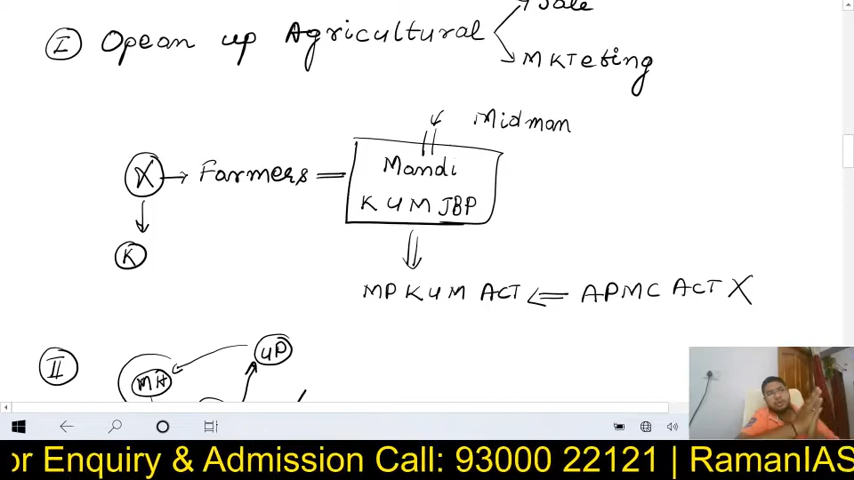 Sale
I Opean up Agricultural
MKTeting
Midman
X → Farmers = Mandi
KUM JBP
K
MP KUM ACT ⇐ APMC ACT X
II
UP
MH
or Enquiry & Admission Call: 93000 22121 | RamanIAS